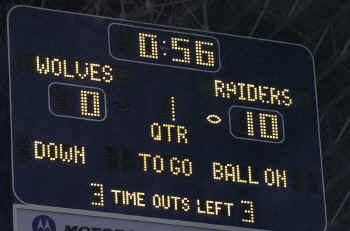 0:56
WOLVES RAIDERS
0 1 10
QTR
DOWN TO GO BALL ON
3 TIME OUTS LEFT 3